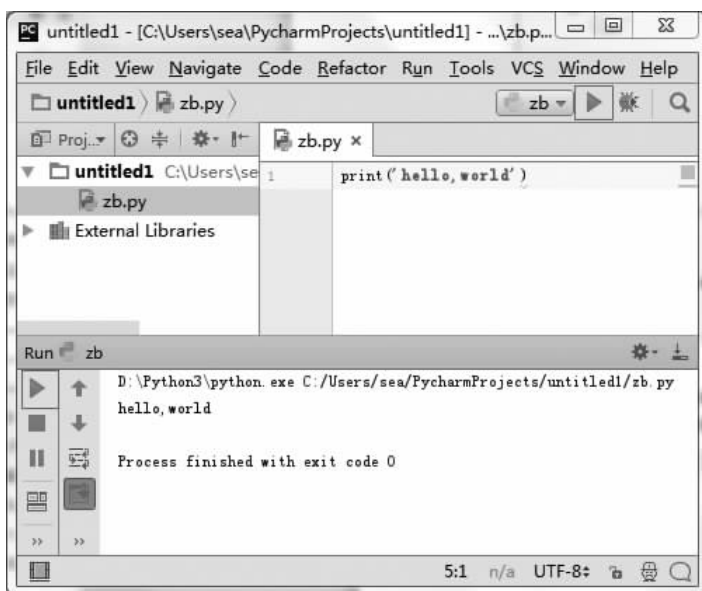 PC untitled1 - [C:\Users\sea\PycharmProjects\untitled1] - ...\zb.p...
File Edit View Navigate Code Refactor Run Tools VCS Window Help
untitled1 zb.py zb
Proj... zb.py ×
untitled1 C:\Users\se
zb.py
External Libraries
1 print('hello,world')
Run zb
D:\Python3\python.exe C:/Users/sea/PycharmProjects/untitled1/zb.py
hello,world
Process finished with exit code 0
>> >>
5:1 n/a UTF-8